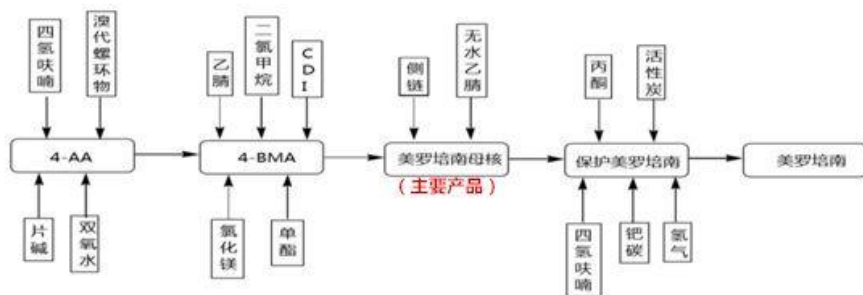 四氢呋喃
溴代螺环物
乙腈
二氯甲烷
CDI
侧链
无水乙腈
丙酮
活性炭
4-AA
4-BMA
美罗培南母核
保护美罗培南
美罗培南
（主要产品）
片碱
双氧水
氯化镁
单酯
四氢呋喃
钯碳
氢气